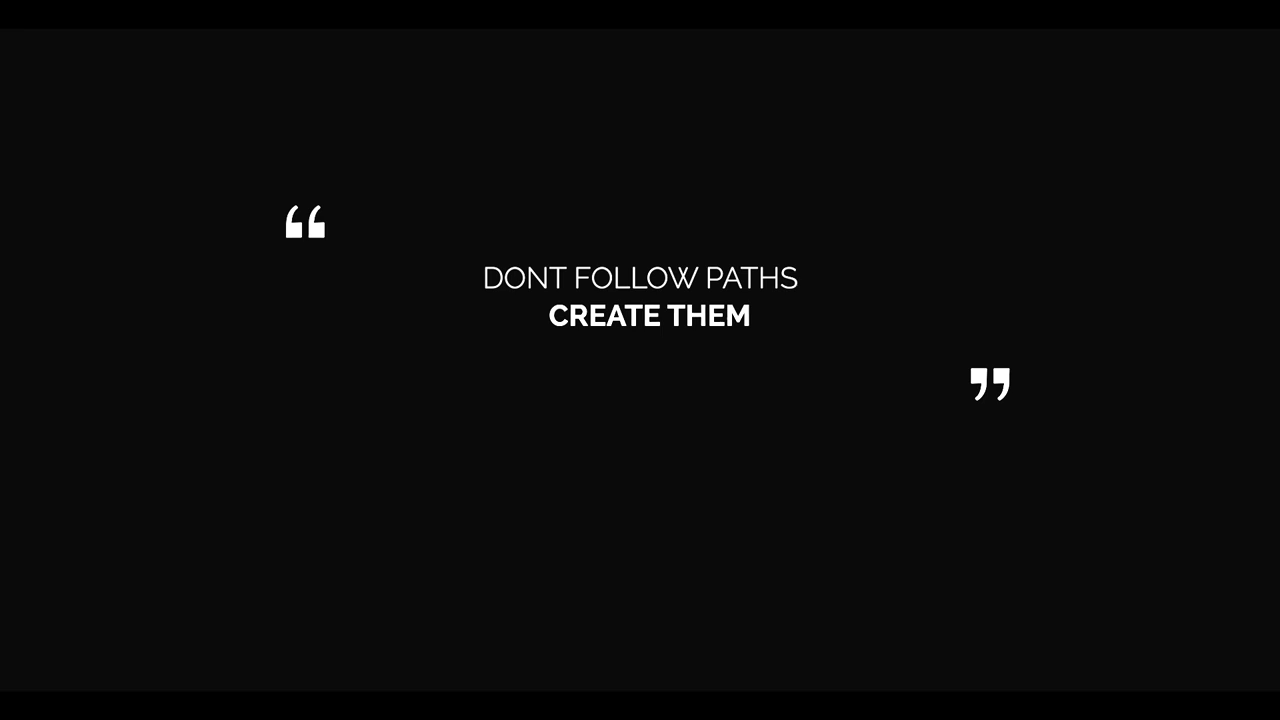 “
DONT FOLLOW PATHS
CREATE THEM
”